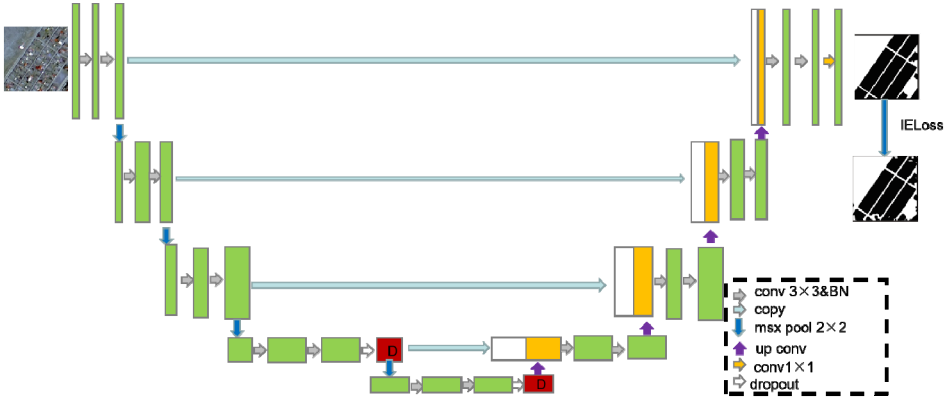 IELoss
conv 3×3&BN
copy
msx pool 2×2
up conv
conv1×1
dropout
D
D